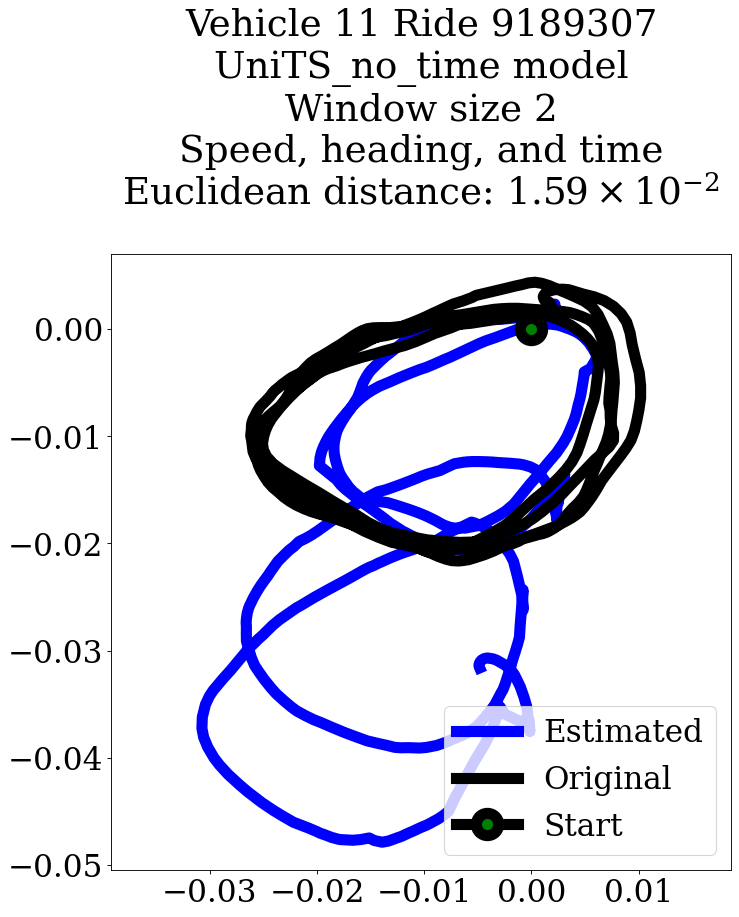 Vehicle 11 Ride 9189307
UniTS_no_time model
Window size 2
Speed, heading, and time
Euclidean distance: $1.59 \times 10^{-2}$
0.00
−0.01
−0.02
−0.03
−0.04
−0.05
−0.03 −0.02 −0.01 0.00 0.01
Estimated
Original
Start